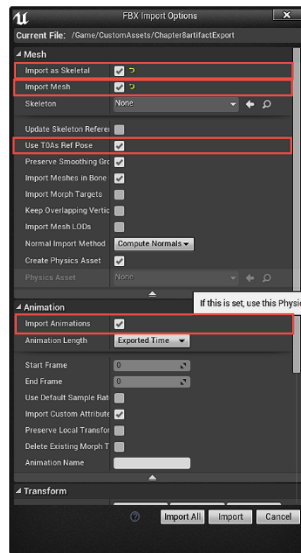 FBX Import Options
Current File: /Game/CustomAssets/Chapter8artifactExport
Mesh
Import as Skeletal
Import Mesh
Skeleton None
Update Skeleton Referei
Use T0As Ref Pose
Preserve Smoothing Grc
Import Meshes in Bone
Import Morph Targets
Keep Overlapping Vertic
Import Mesh LODs
Normal Import Method Compute Normals
Create Physics Asset
Physics Asset None
If this is set, use this Physi
Animation
Import Animations
Animation Length Exported Time
Start Frame 0
End Frame 0
Use Default Sample Rat
Import Custom Attribute
Preserve Local Transfor
Delete Existing Morph T
Animation Name
Transform
Import All Import Cancel